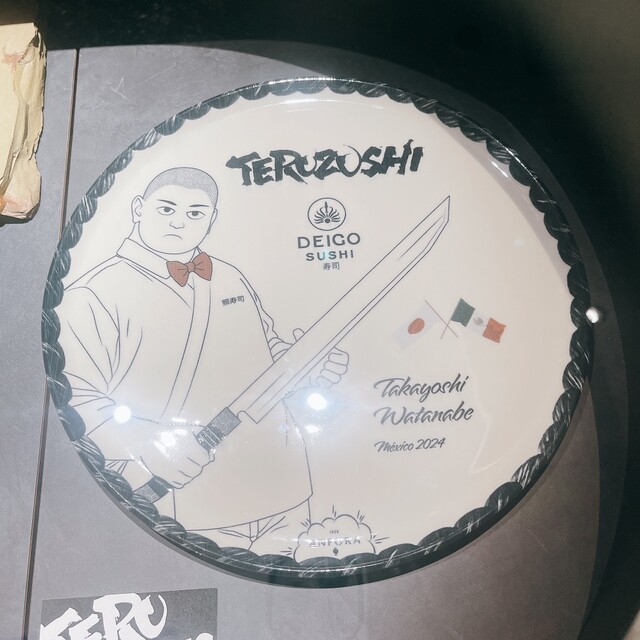 TERUZUSHI
DEIGO
SUSHI
寿司
照寿司
Takayoshi
Watanabe
México 2024
ANFORA
TERU